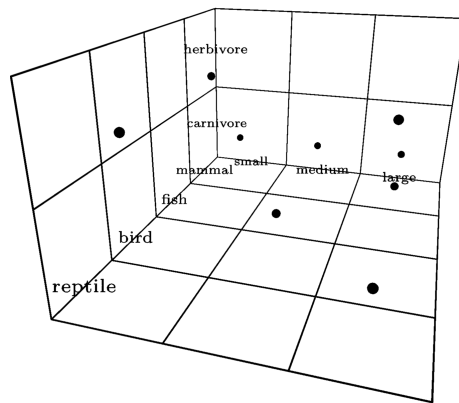 herbivore
carnivore
mammal
small
medium
large
fish
bird
reptile